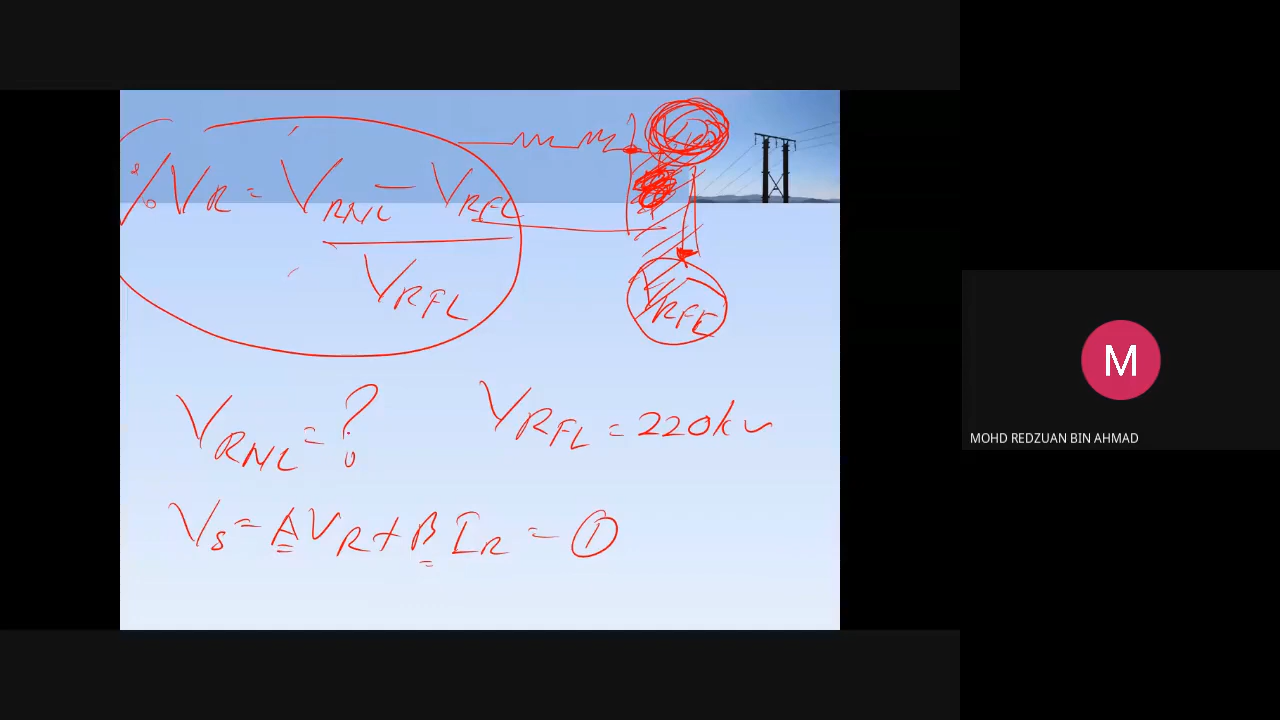 % VR = VRNL - VRFL
VRFL
VRFL
VRNL = ?
VRFL = 220kv
Vs = AVR + BIR = ①
M
MOHD REDZUAN BIN AHMAD